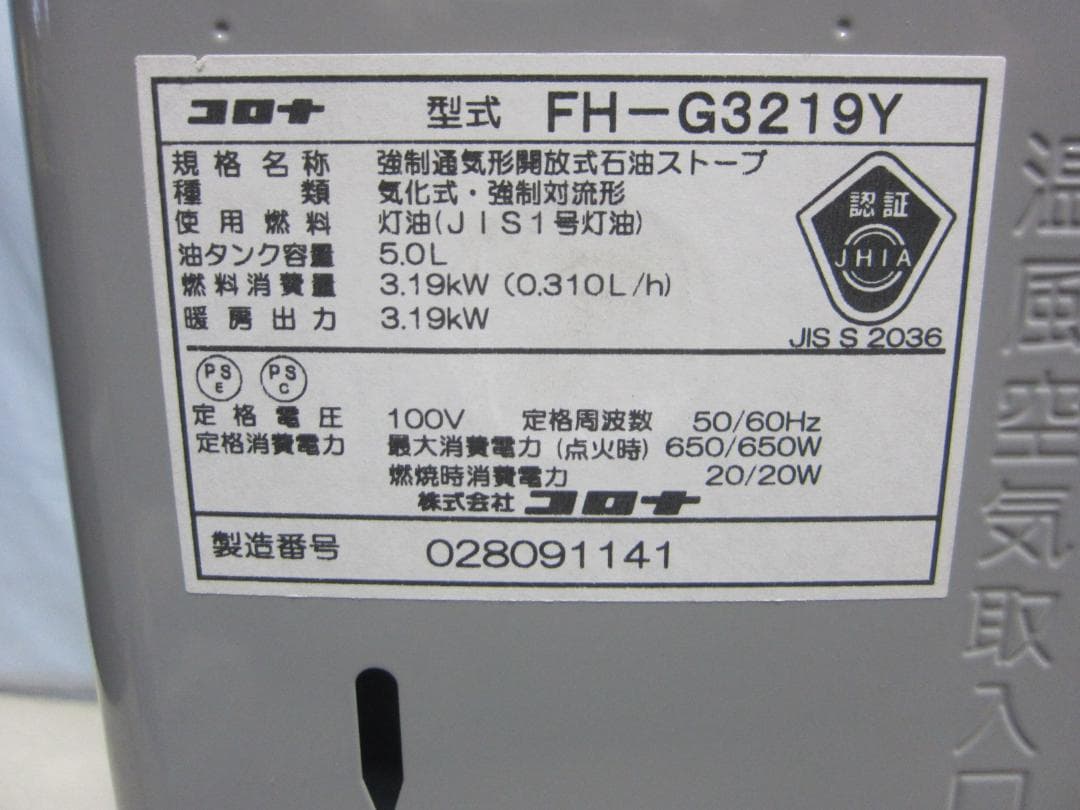 コロナ 型式 FH-G3219Y
規格名称 強制通気形開放式石油ストーブ
種類 気化式・強制対流形
使用燃料 灯油(JIS1号灯油)
油タンク容量 5.0L
燃料消費量 3.19kW (0.310L/h)
暖房出力 3.19kW
認証
JHIA
JIS S 2036
PS E PS C
定格電圧 100V 定格周波数 50/60Hz
定格消費電力 最大消費電力 (点火時) 650/650W
燃焼時消費電力 20/20W
株式会社 コロナ
製造番号 028091141
温風空気取入口